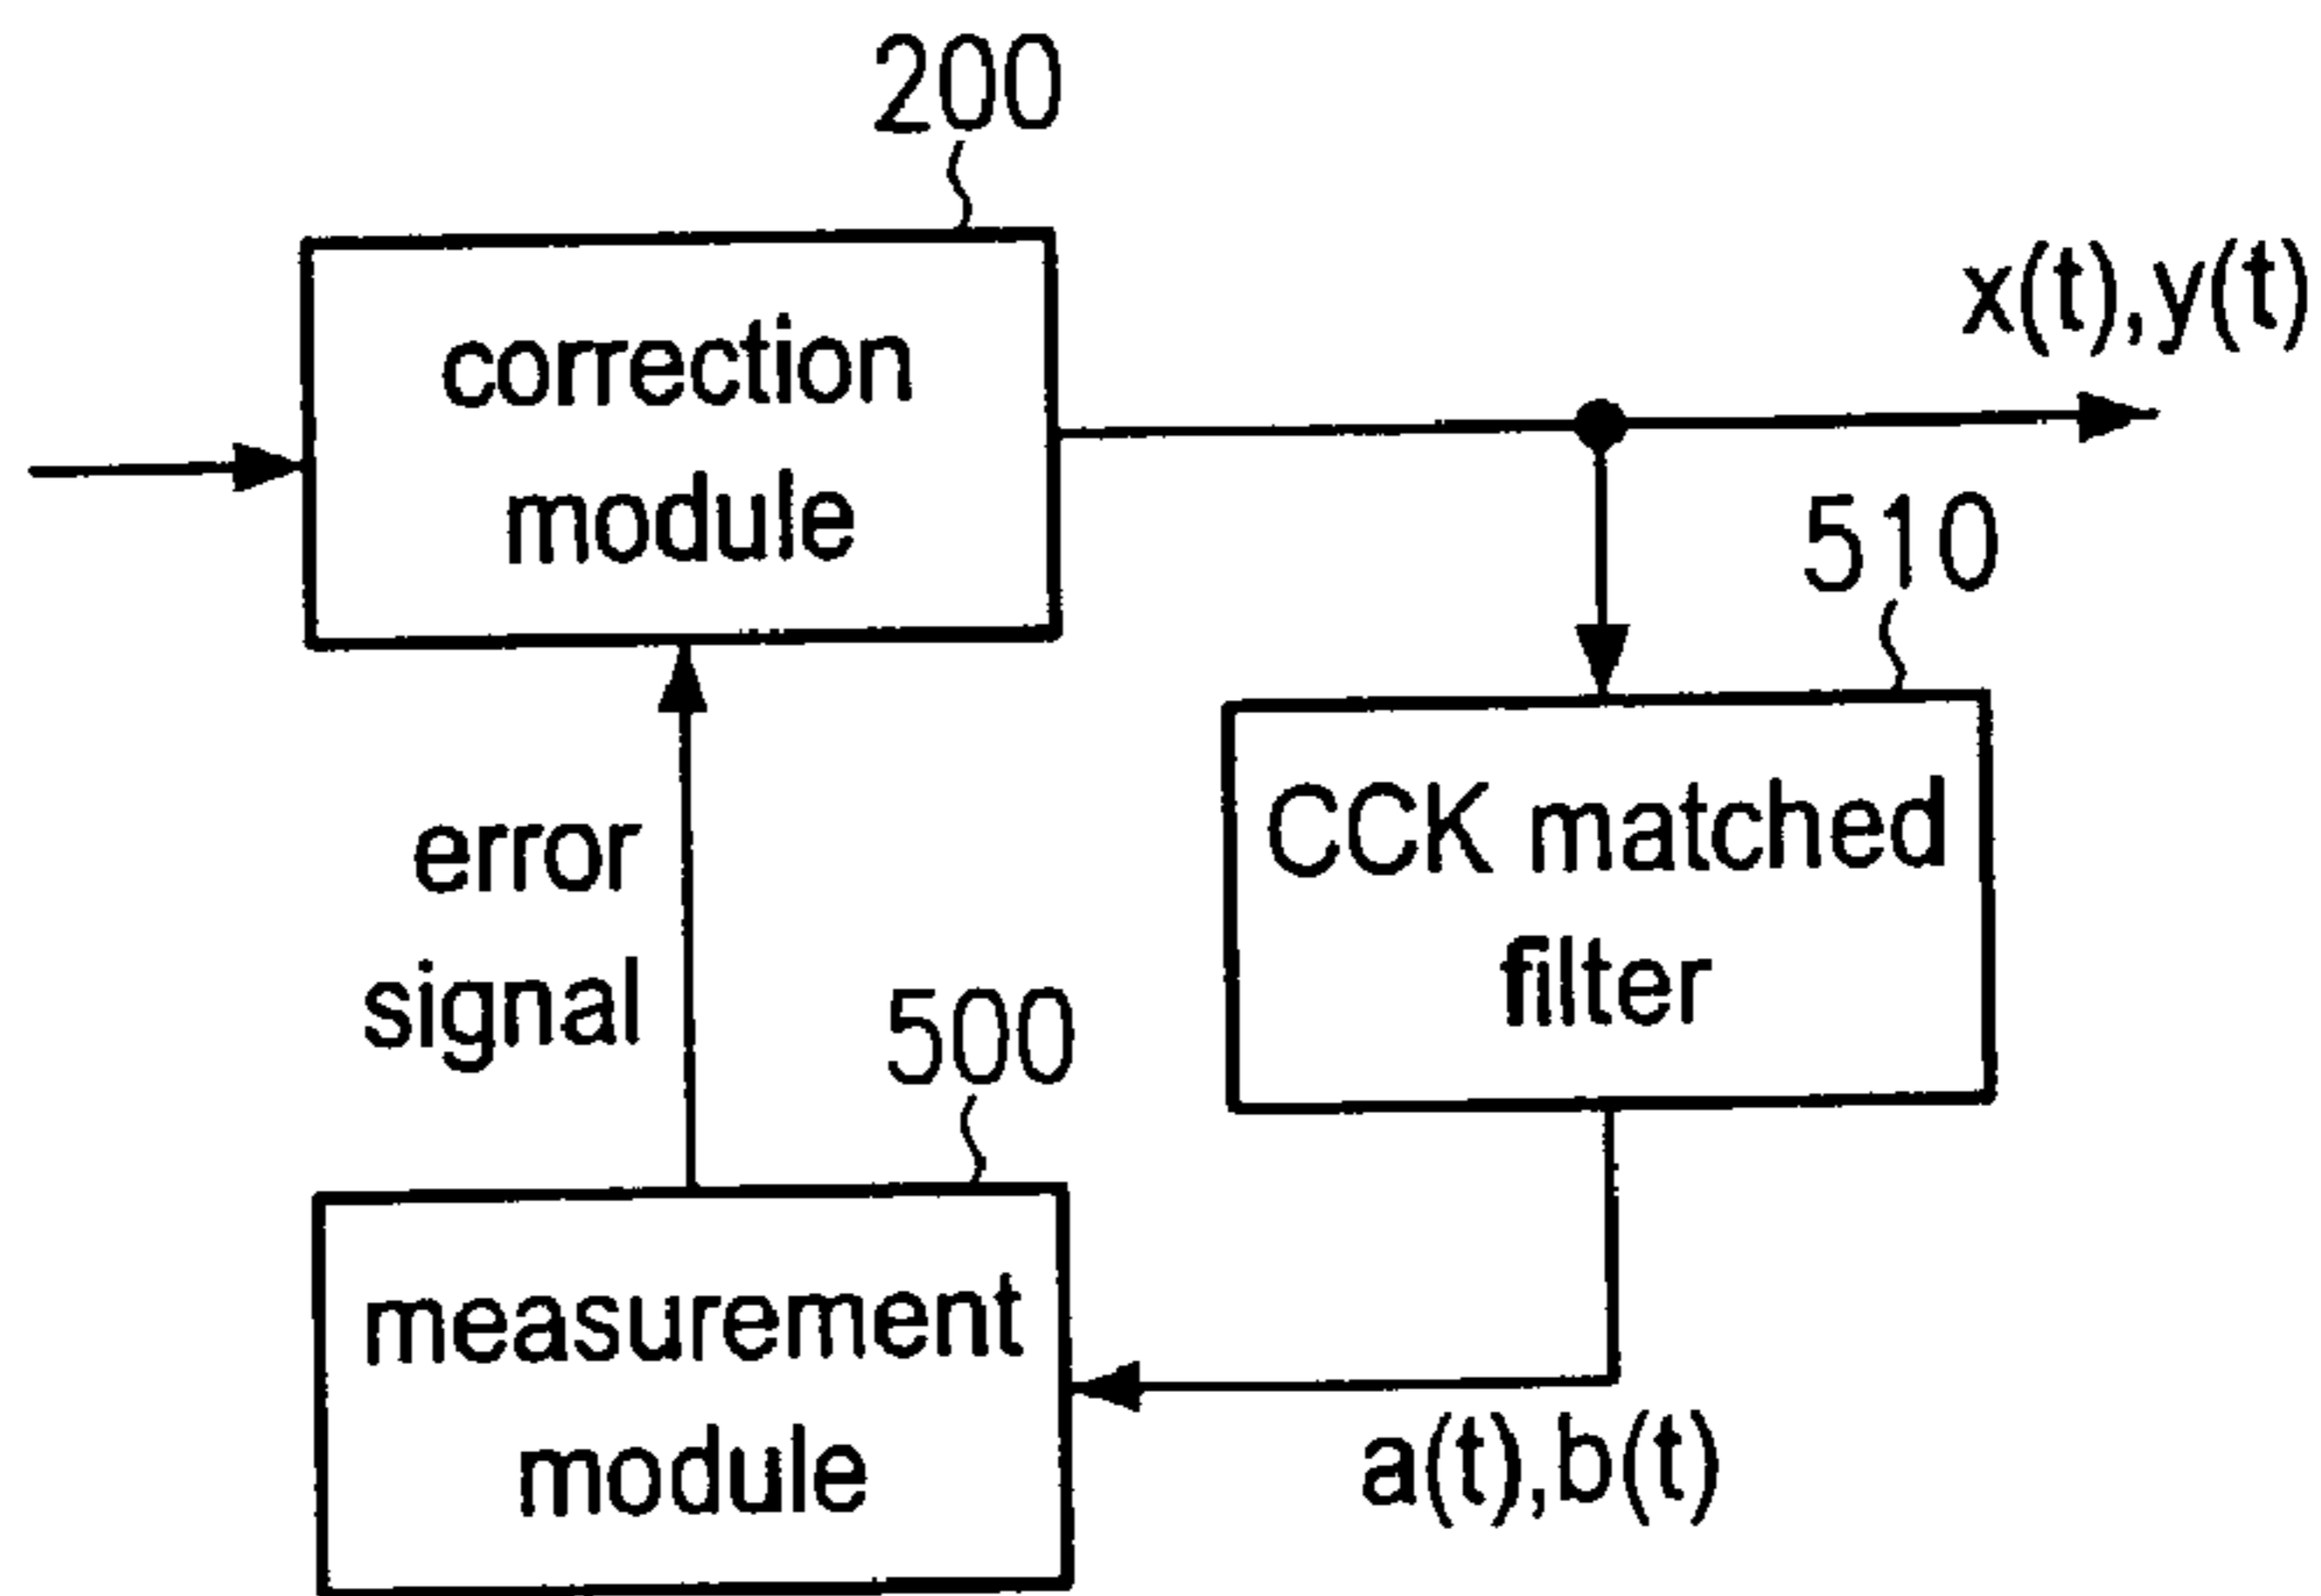 200
correction
module
x(t),y(t)
510
CCK matched
filter
error
signal
500
measurement
module
a(t),b(t)